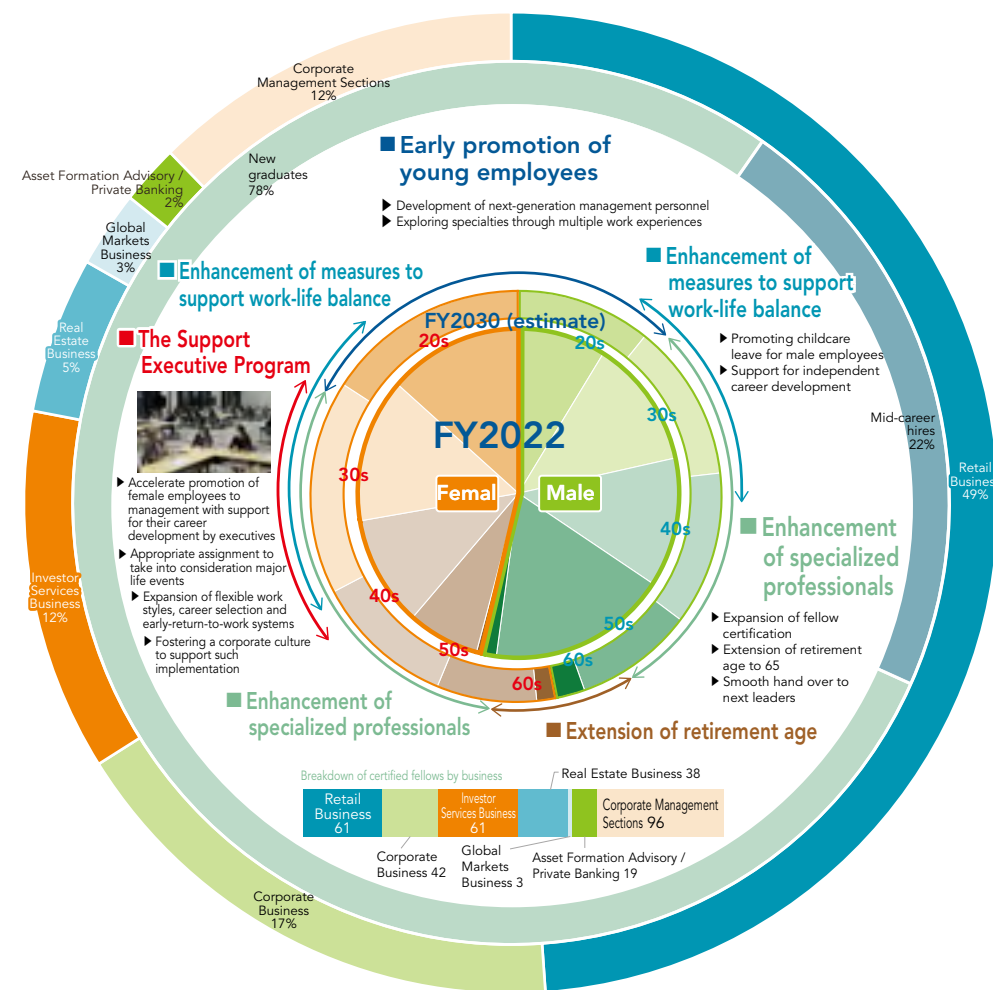 Corporate
Management Sections
12%
New
graduates
78%
Asset Formation Advisory /
Private Banking
2%
Global
Markets
Business
3%
Real
Estate
Business
5%
Investor
Services
Business
12%
Corporate
Business
17%
Retail
Busines
49%
Mid-career
hires
22%
■ Early promotion of
young employees
▶ Development of next-generation management personnel
▶ Exploring specialties through multiple work experiences
■ Enhancement of measures to
support work-life balance
■ Enhancement of
measures to support
work-life balance
▶ Promoting childcare
leave for male employees
▶ Support for independent
career development
■ The Support
Executive Program
▶ Accelerate promotion of
female employees to
management with support
for their career
development by executives
▶ Appropriate assignment to
take into consideration major
life events
▶ Expansion of flexible work
styles, career selection and
early-return-to-work systems
▶ Fostering a corporate culture
to support such
implementation
FY2030 (estimate)
20s
20s
30s
FY2022
30s
Femal
Male
40s
40s
50s
50s
60s
60s
■ Enhancement
of specialized
professionals
▶ Expansion of fellow
certification
▶ Extension of retirement
age to 65
▶ Smooth hand over to
next leaders
■ Enhancement of
specialized professionals
■ Extension of retirement age
Breakdown of certified fellows by business
Real Estate Business 38
Retail
Business
61
Investor
Services Business
61
Corporate Management
Sections 96
Corporate
Business 42
Global
Markets
Business 3
Asset Formation Advisory /
Private Banking 19